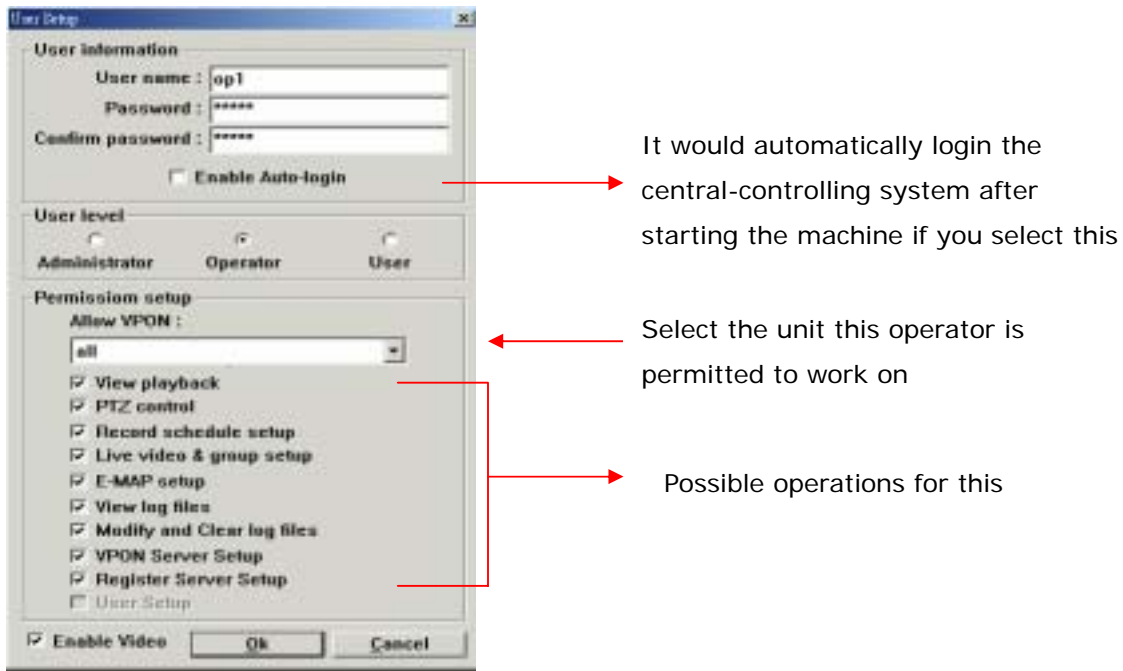 User Setup
User information
User name : op1
Password : *****
Confirm password : *****
Enable Auto-login
User level
Administrator Operator User
Permissiom setup
Allow VPON :
all
View playback
PTZ control
Record schedule setup
Live video & group setup
E-MAP setup
View log files
Modify and Clear log files
VPON Server Setup
Register Server Setup
User Setup
Enable Video Ok Cancel
It would automatically login the
central-controlling system after
starting the machine if you select this
Select the unit this operator is
permitted to work on
Possible operations for this